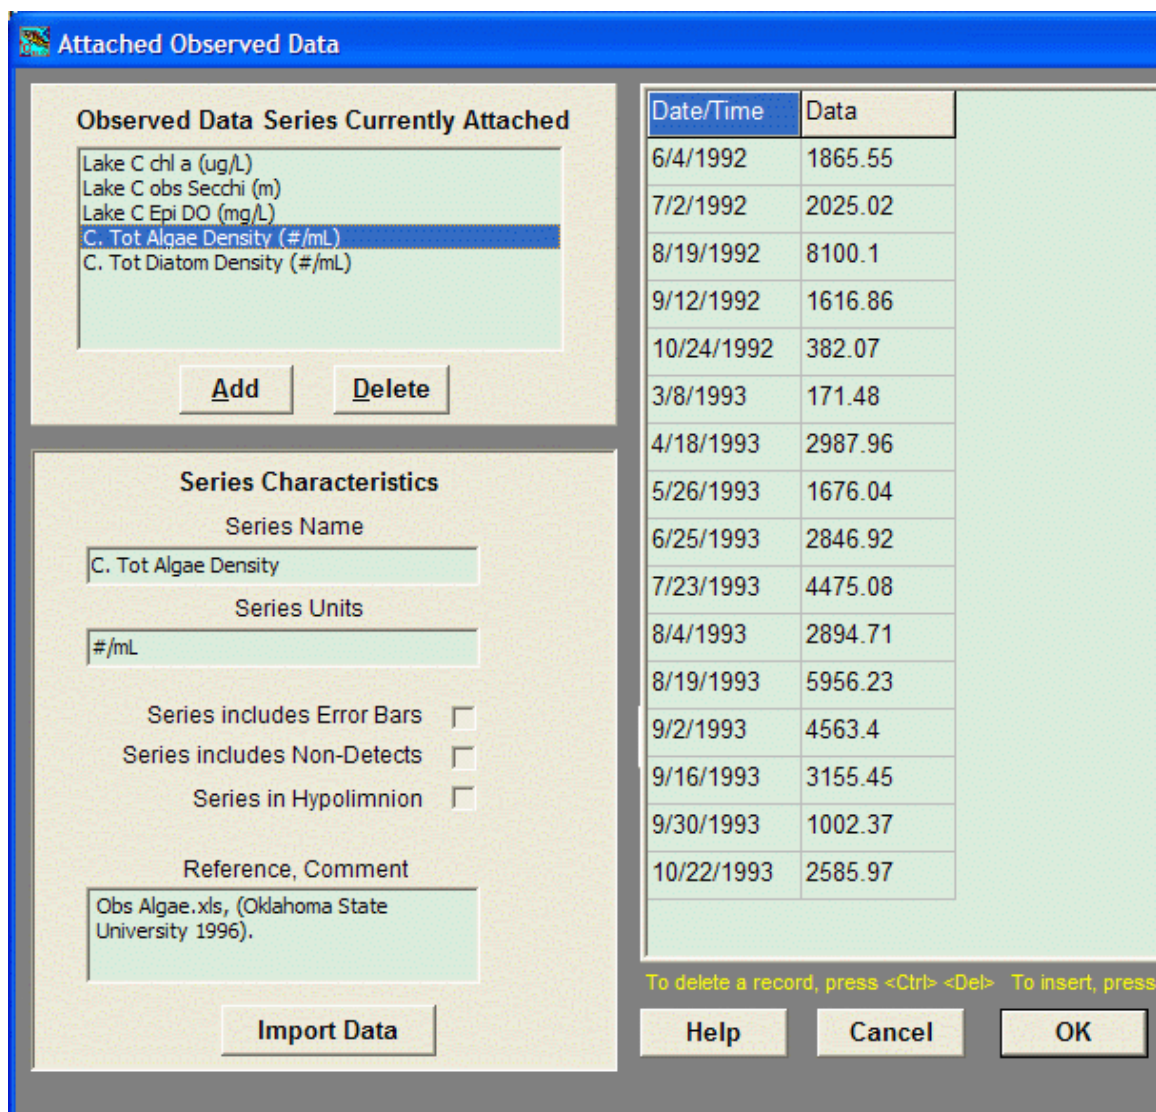 Attached Observed Data
Observed Data Series Currently Attached
Lake C chl a (ug/L)
Lake C obs Secchi (m)
Lake C Epi DO (mg/L)
C. Tot Algae Density (#/mL)
C. Tot Diatom Density (#/mL)
Add Delete
Series Characteristics
Series Name
C. Tot Algae Density
Series Units
#/mL
Series includes Error Bars
Series includes Non-Detects
Series in Hypolimnion
Reference, Comment
Obs Algae.xls, (Oklahoma State
University 1996).
Import Data
Date/Time Data
6/4/1992 1865.55
7/2/1992 2025.02
8/19/1992 8100.1
9/12/1992 1616.86
10/24/1992 382.07
3/8/1993 171.48
4/18/1993 2987.96
5/26/1993 1676.04
6/25/1993 2846.92
7/23/1993 4475.08
8/4/1993 2894.71
8/19/1993 5956.23
9/2/1993 4563.4
9/16/1993 3155.45
9/30/1993 1002.37
10/22/1993 2585.97
To delete a record, press <Ctrl> <Del> To insert, press
Help Cancel OK